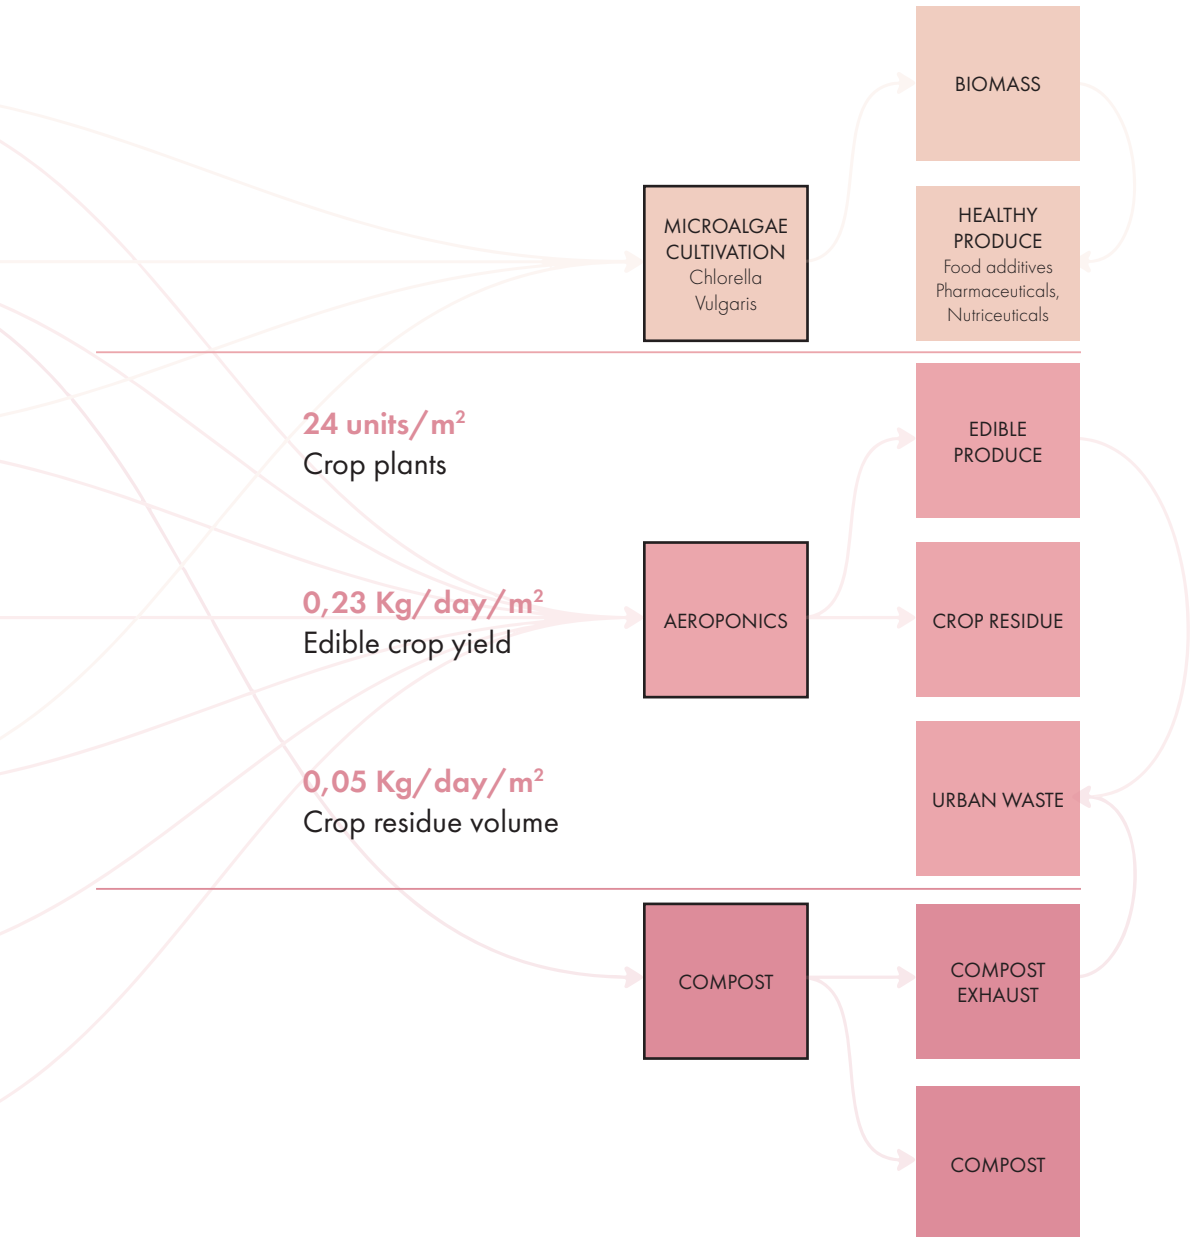 BIOMASS
MICROALGAE
CULTIVATION
Chlorella
Vulgaris
HEALTHY
PRODUCE
Food additives
Pharmaceuticals,
Nutriceuticals
24 units/m²
Crop plants
EDIBLE
PRODUCE
0,23 Kg/day/m²
Edible crop yield
AEROPONICS
CROP RESIDUE
0,05 Kg/day/m²
Crop residue volume
URBAN WASTE
COMPOST
COMPOST
EXHAUST
COMPOST